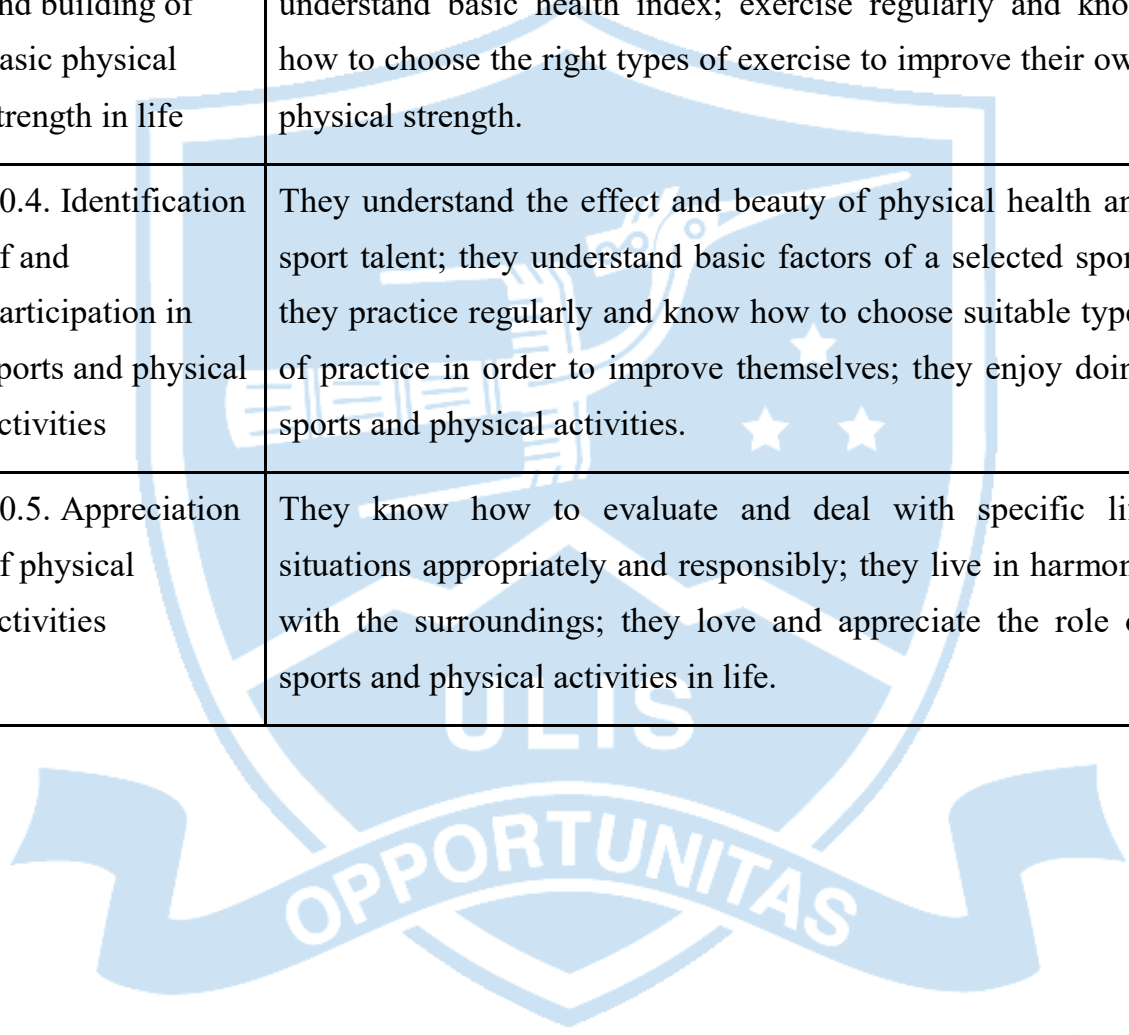 nd building of
asic physical
trength in life
understand basic health index; exercise regularly and know
how to choose the right types of exercise to improve their ow
physical strength.
0.4. Identification
f and
articipation in
ports and physical
ctivities
They understand the effect and beauty of physical health an
sport talent; they understand basic factors of a selected spor
they practice regularly and know how to choose suitable type
of practice in order to improve themselves; they enjoy doin
sports and physical activities.
0.5. Appreciation
f physical
ctivities
They know how to evaluate and deal with specific lif
situations appropriately and responsibly; they live in harmon
with the surroundings; they love and appreciate the role o
sports and physical activities in life.
ULIS
OPPORTUNITAS